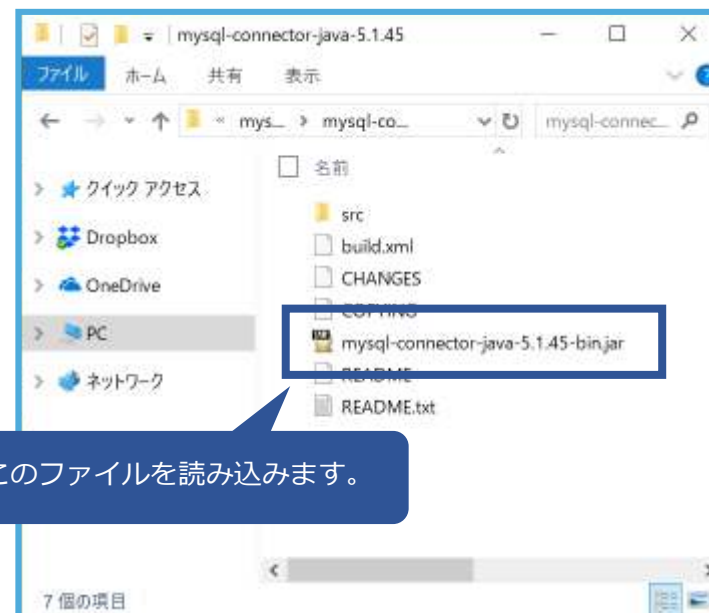 mysql-connector-java-5.1.45
ファイル ホーム 共有 表示
mys... mysql-co... mysql-connec...
名前
クイック アクセス
Dropbox
OneDrive
PC
ネットワーク
src
build.xml
CHANGES
COPYING
mysql-connector-java-5.1.45-bin.jar
README
README.txt
このファイルを読み込みます。
7 個の項目